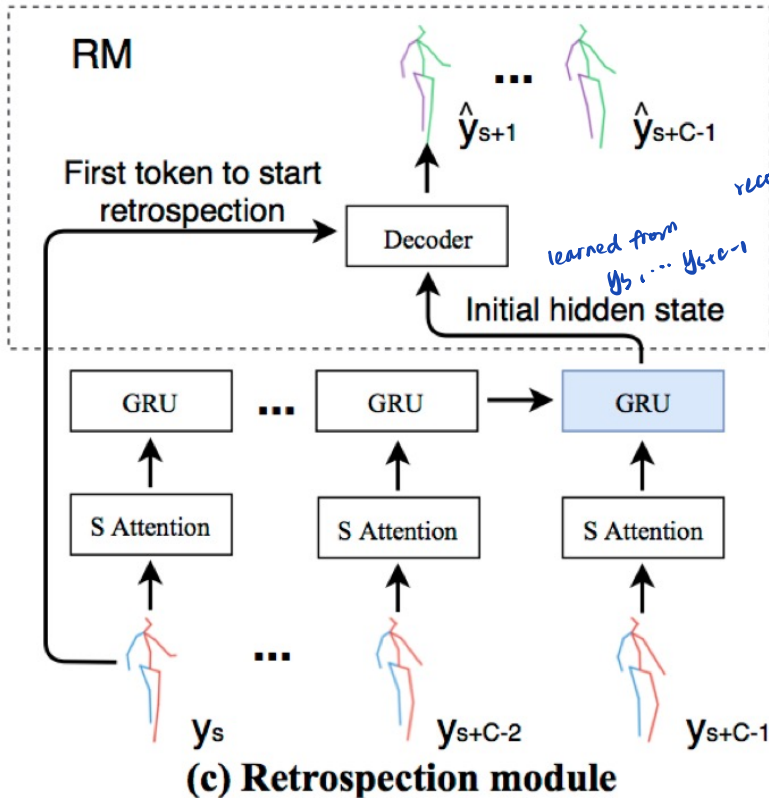 RM
ŷs+1
...
ŷs+C-1
First token to start
retrospection
Decoder
learned from
ys, ... ys+c-1
Initial hidden state
GRU
...
GRU
GRU
S Attention
S Attention
S Attention
...
ys
ys+C-2
ys+C-1
(c) Retrospection module